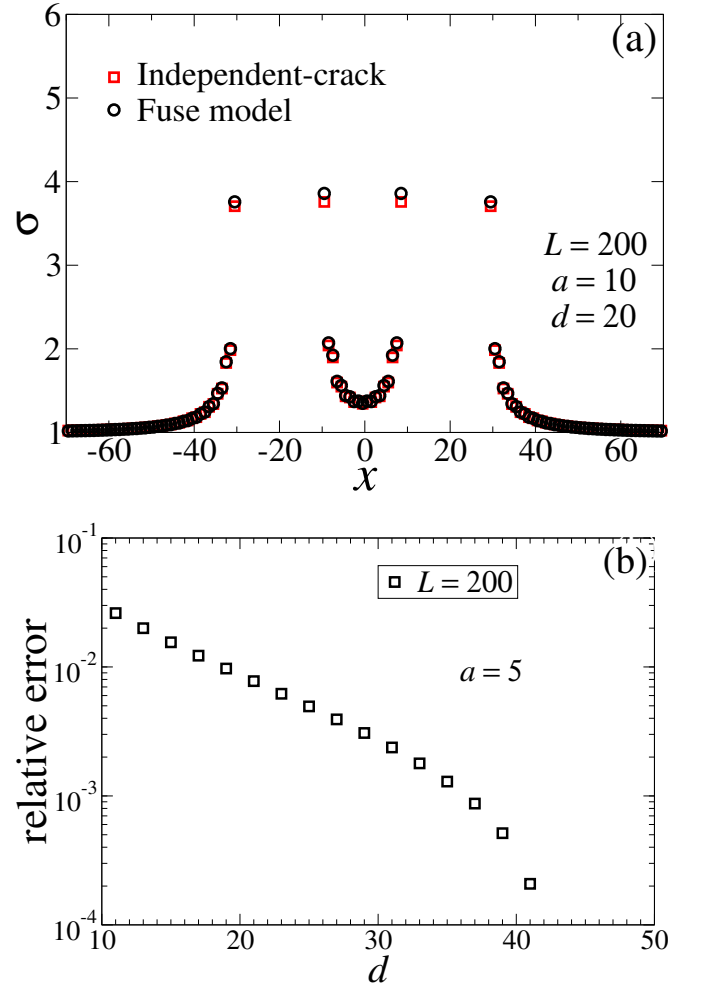 (a)
6
5
4
3
2
1
σ
Independent-crack
Fuse model
L = 200
a = 10
d = 20
-60 -40 -20 0 20 40 60
x
(b)
10^-1
10^-2
10^-3
10^-4
relative error
L = 200
a = 5
10 20 30 40 50
d